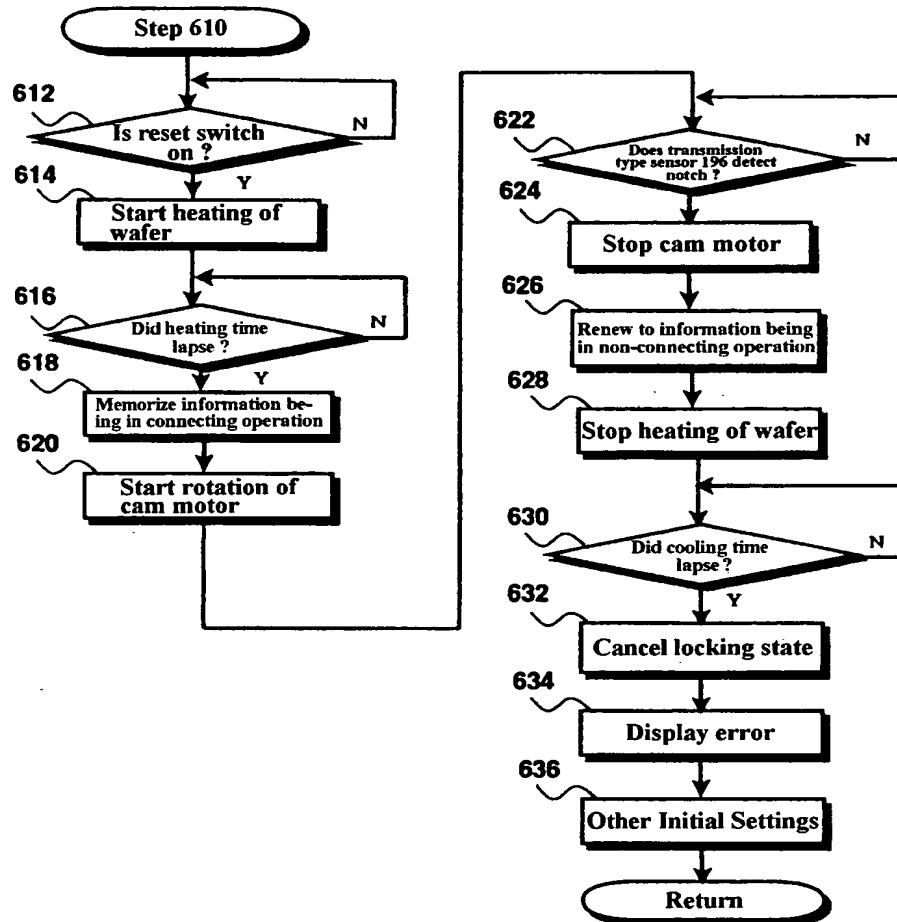 Step 610
612
Is reset switch
on ?
N
Y
614
Start heating of
wafer
616
Did heating time
lapse ?
N
Y
618
Memorize information be-
ing in connecting operation
620
Start rotation of
cam motor
622
Does transmission
type sensor 196 detect
notch ?
N
624
Stop cam motor
626
Renew to information being
in non-connecting operation
628
Stop heating of wafer
630
Did cooling time
lapse ?
N
Y
632
Cancel locking state
634
Display error
636
Other Initial Settings
Return